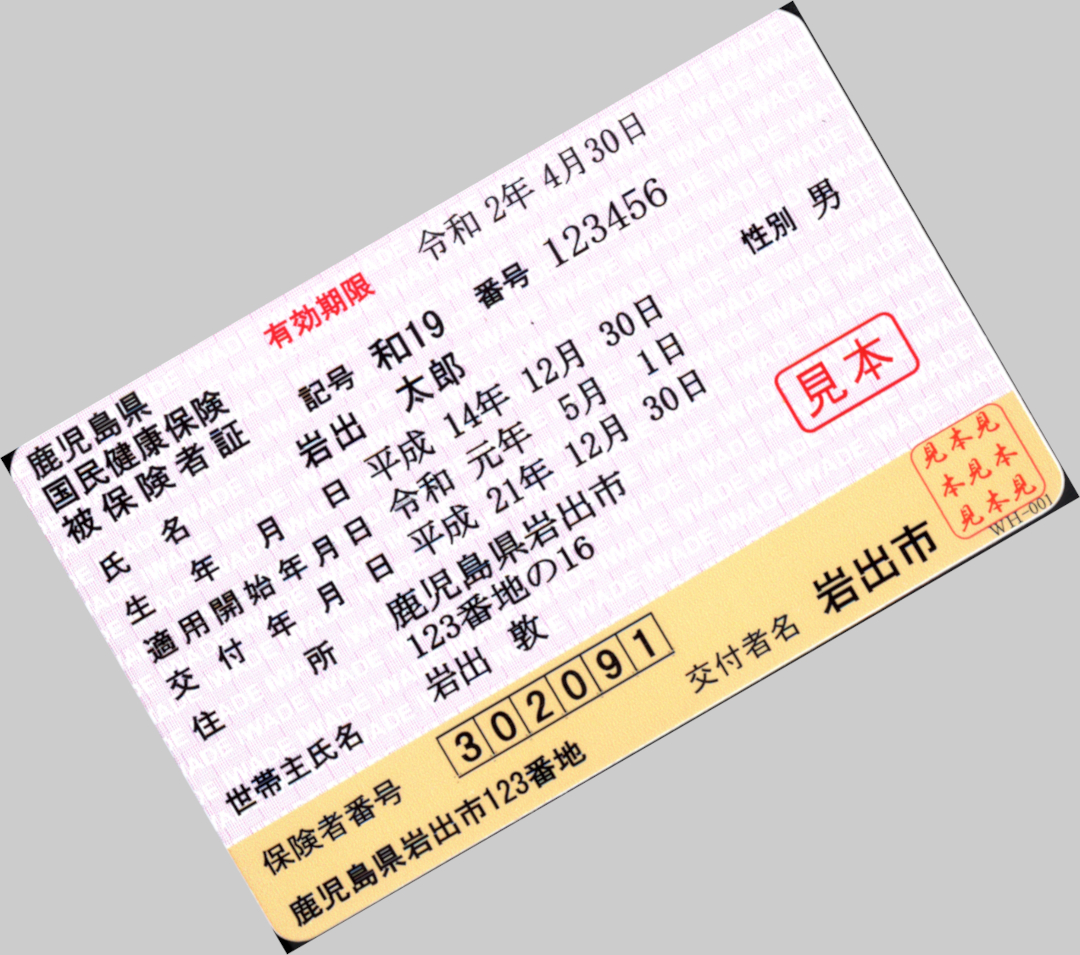 鹿児島県
国民健康保険
被保険者証
有効期限 令和 2年 4月30日
記号 和19 番号 123456
氏名 岩出 太郎 性別 男
生年月日 平成 14年 12月 30日
適用開始年月日 令和 元年 5月 1日
交付年月日 平成 21年 12月 30日
住所 鹿児島県岩出市
123番地の16
世帯主氏名 岩出 敦
見本
保険者番号 302091 交付者名 岩出市
鹿児島県岩出市123番地
見本見
本見本
見本見
WH-001
IWADE